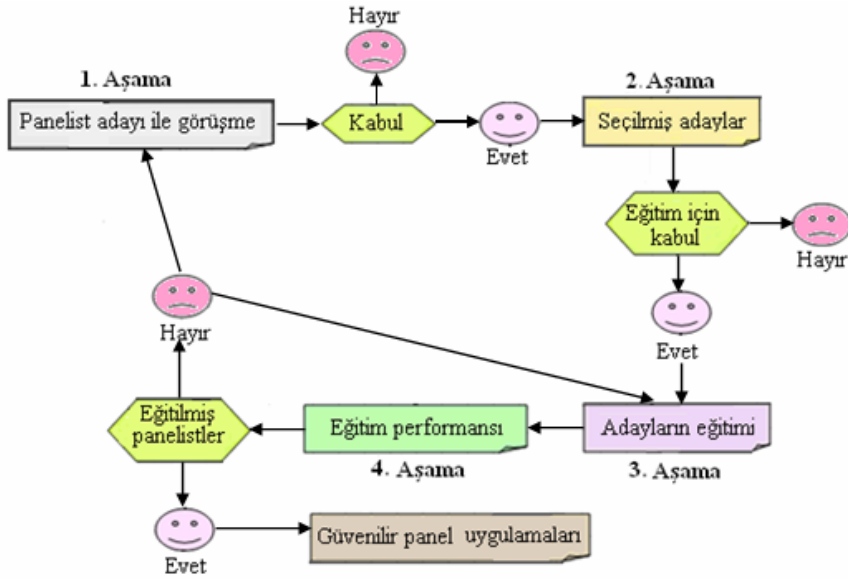 Hayır
1. Aşama
2. Aşama
Panelist adayı ile görüşme
Kabul
Evet
Seçilmiş adaylar
Eğitim için
kabul
Hayır
Hayır
Evet
Eğitilmiş
panelistler
Eğitim performansı
Adayların eğitimi
4. Aşama
3. Aşama
Evet
Güvenilir panel uygulamaları